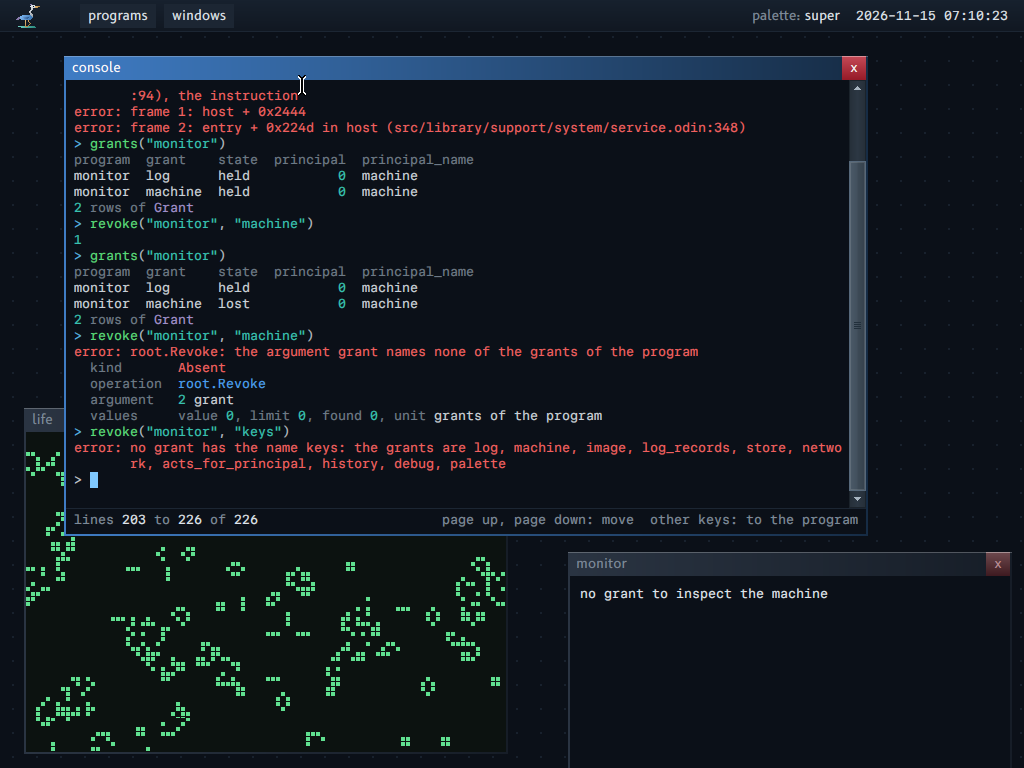 programs windows palette: super 2026-11-15 07:10:23
console x
:94), the instruction
error: frame 1: host + 0x2444
error: frame 2: entry + 0x224d in host (src/library/support/system/service.odin:348)
> grants("monitor")
program grant state principal principal_name
monitor log held 0 machine
monitor machine held 0 machine
2 rows of Grant
> revoke("monitor", "machine")
1
> grants("monitor")
program grant state principal principal_name
monitor log held 0 machine
monitor machine lost 0 machine
2 rows of Grant
> revoke("monitor", "machine")
error: root.Revoke: the argument grant names none of the grants of the program
kind Absent
operation root.Revoke
argument 2 grant
values value 0, limit 0, found 0, unit grants of the program
> revoke("monitor", "keys")
error: no grant has the name keys: the grants are log, machine, image, log_records, store, netwo
rk, acts_for_principal, history, debug, palette
>
lines 203 to 226 of 226 page up, page down: move other keys: to the program
life
monitor x
no grant to inspect the machine